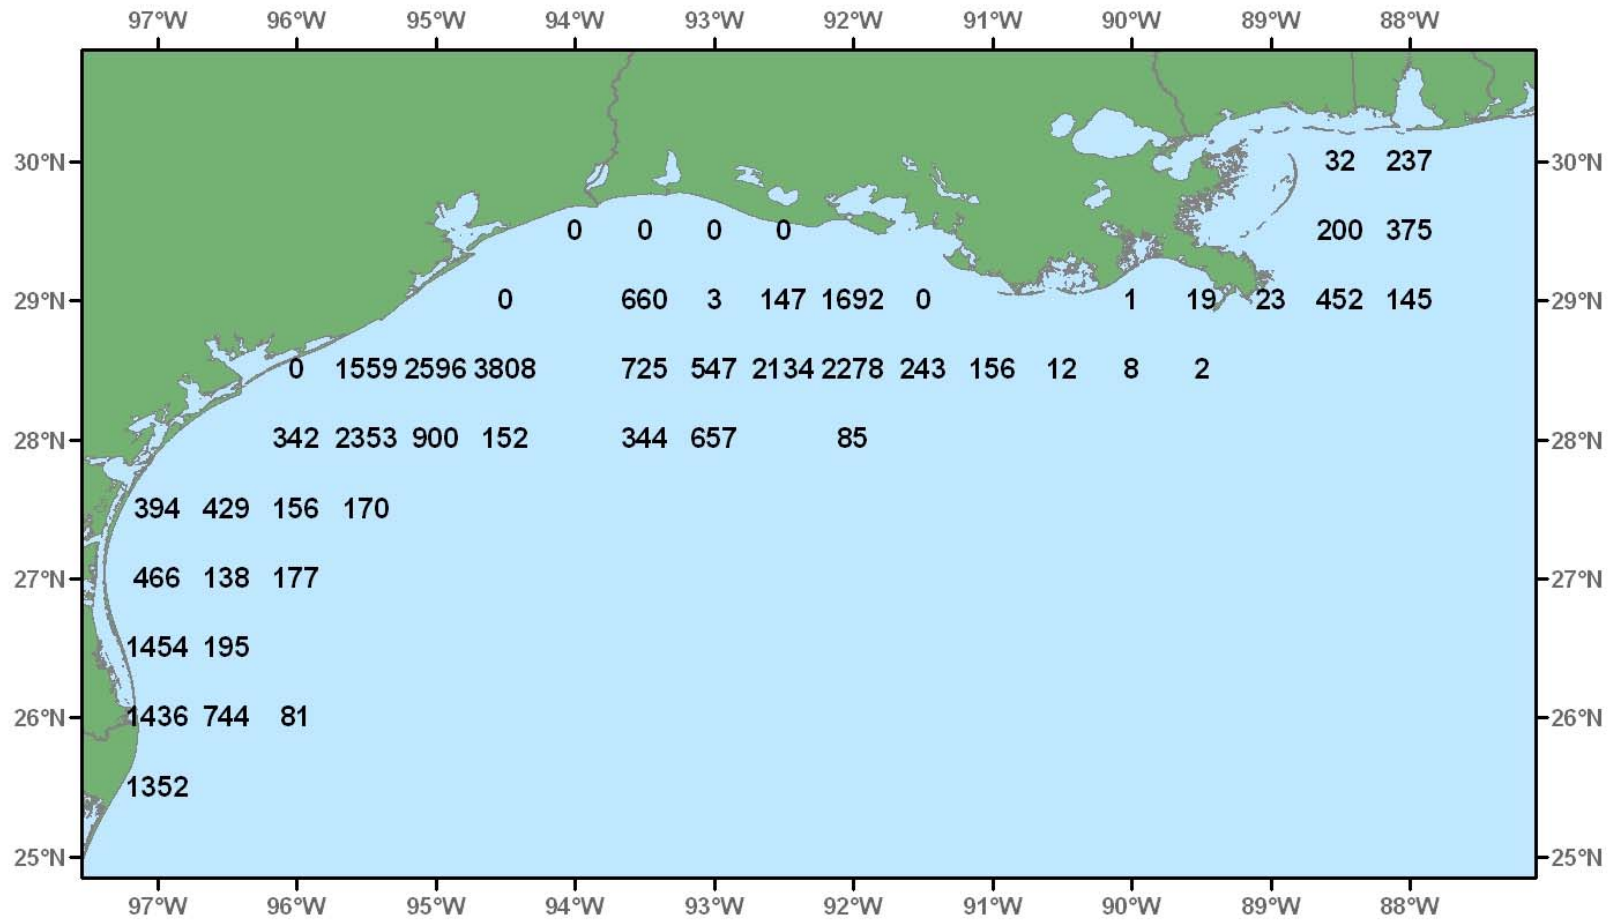 97°W 96°W 95°W 94°W 93°W 92°W 91°W 90°W 89°W 88°W
30°N 32 237 30°N
0 0 0 0 200 375
29°N 0 660 3 147 1692 0 1 19 23 452 145 29°N
0 1559 2596 3808 725 547 2134 2278 243 156 12 8 2
28°N 342 2353 900 152 344 657 85 28°N
394 429 156 170
27°N 466 138 177 27°N
1454 195
26°N 1436 744 81 26°N
1352
25°N 25°N
97°W 96°W 95°W 94°W 93°W 92°W 91°W 90°W 89°W 88°W